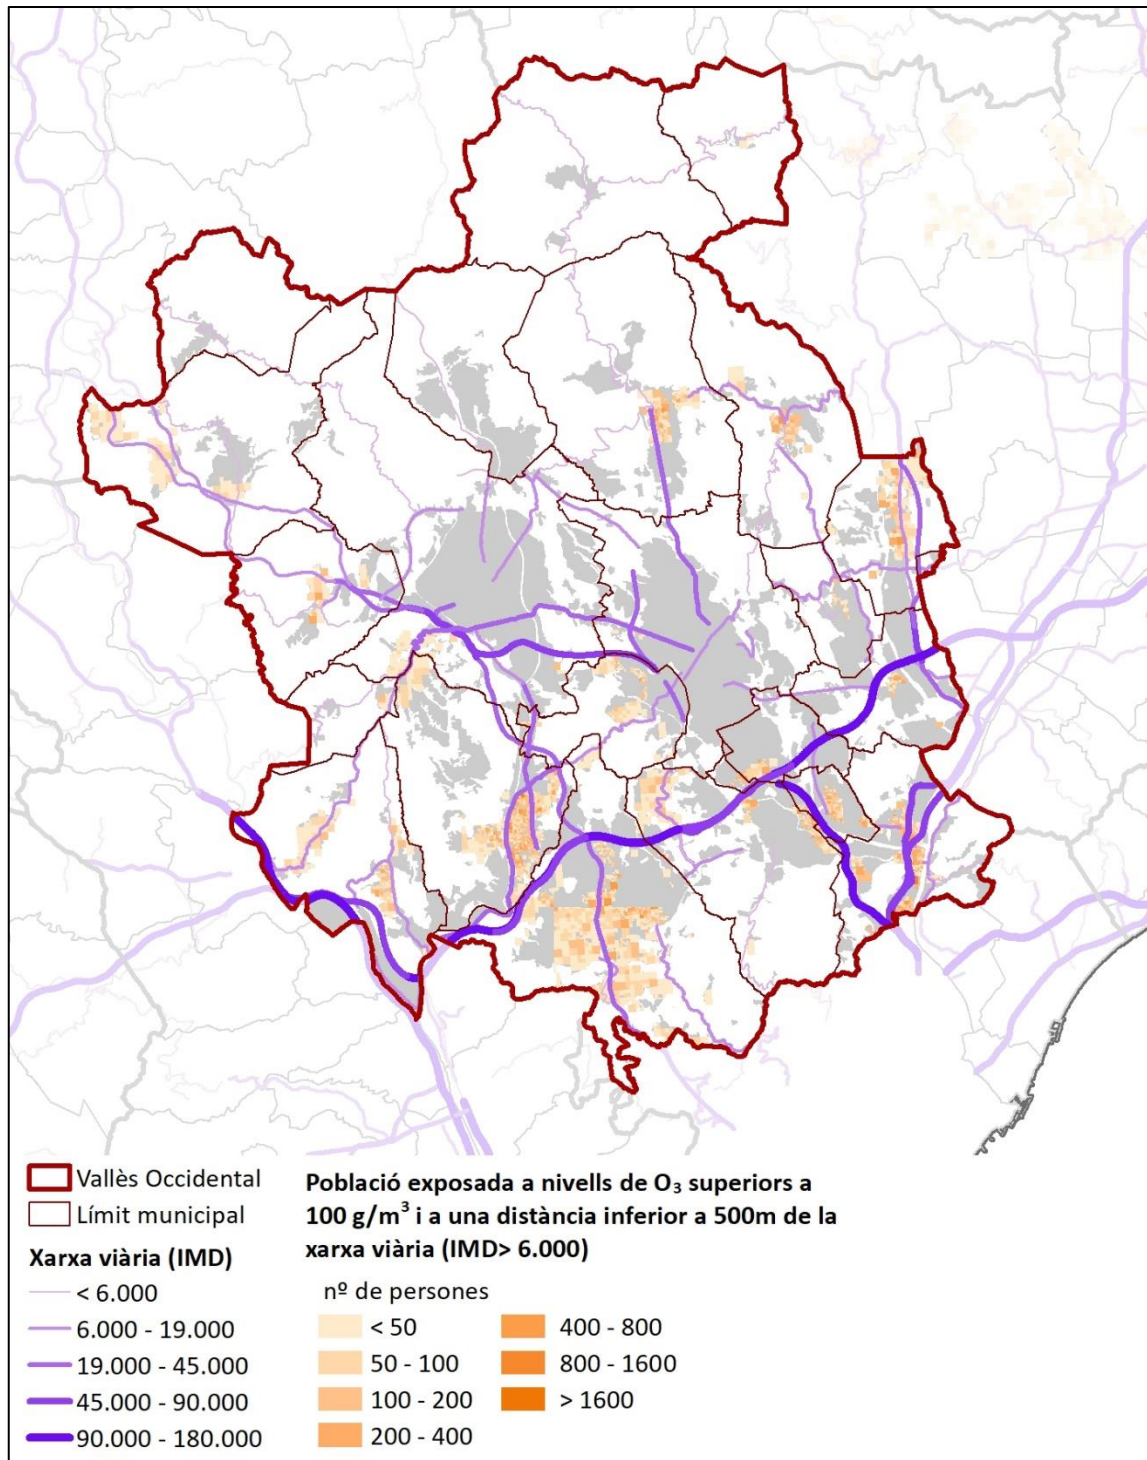 Vallès Occidental
Límit municipal
Xarxa viària (IMD)
< 6.000
6.000 - 19.000
19.000 - 45.000
45.000 - 90.000
90.000 - 180.000
Població exposada a nivells de O₃ superiors a
100 g/m³ i a una distància inferior a 500m de la
xarxa viària (IMD> 6.000)
nº de persones
< 50
50 - 100
100 - 200
200 - 400
400 - 800
800 - 1600
> 1600